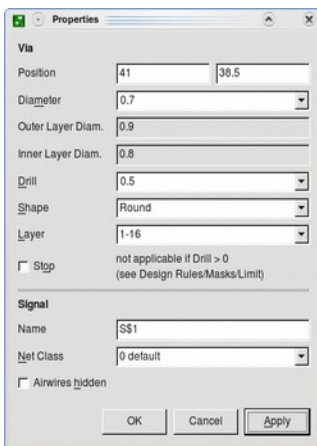 Properties
Via
Position 41 38.5
Diameter 0.7
Outer Layer Diam. 0.9
Inner Layer Diam. 0.8
Drill 0.5
Shape Round
Layer 1-16
Stop not applicable if Drill > 0
(see Design Rules/Masks/Limit)
Signal
Name S$1
Net Class 0 default
Airwires hidden
OK Cancel Apply